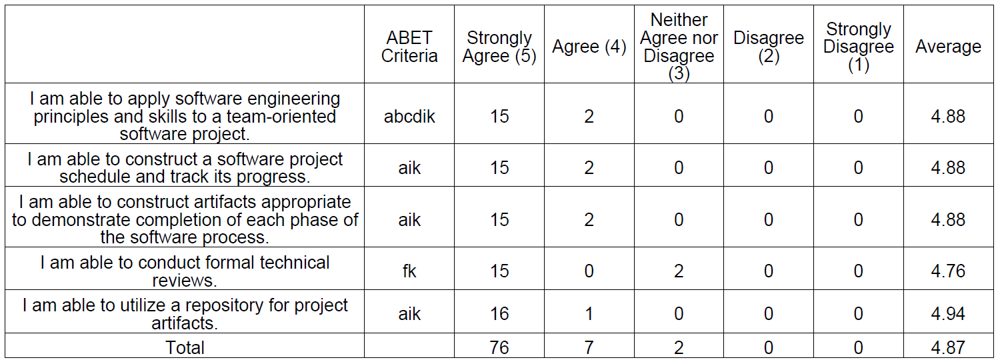 ABET Criteria Strongly Agree (5) Agree (4) Neither Agree nor Disagree (3) Disagree (2) Strongly Disagree (1) Average
I am able to apply software engineering
principles and skills to a team-oriented
software project.
abcdik 15 2 0 0 0 4.88
I am able to construct a software project
schedule and track its progress.
aik 15 2 0 0 0 4.88
I am able to construct artifacts appropriate
to demonstrate completion of each phase of
the software process.
aik 15 2 0 0 0 4.88
I am able to conduct formal technical
reviews.
fk 15 0 2 0 0 4.76
I am able to utilize a repository for project
artifacts.
aik 16 1 0 0 0 4.94
Total 76 7 2 0 0 4.87